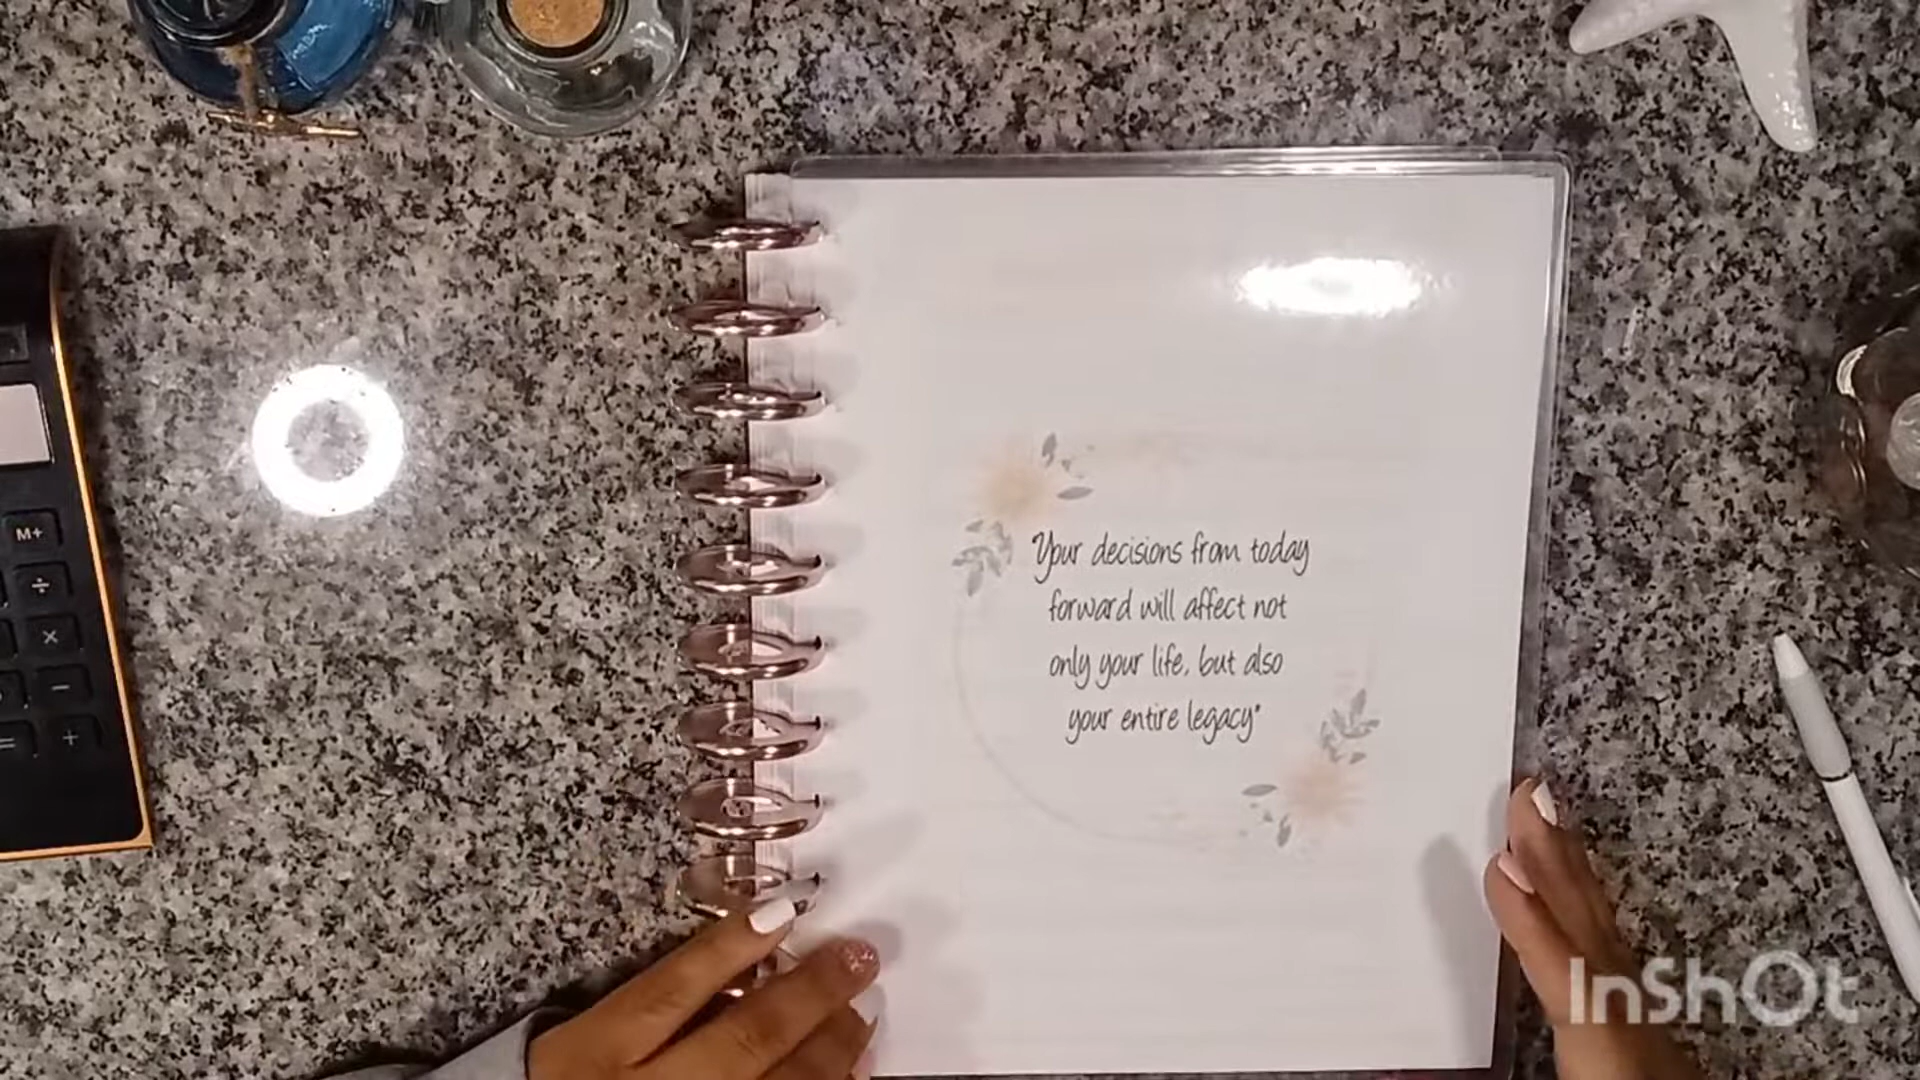 Your decisions from today
forward will affect not
only your life, but also
your entire legacy"
M+
÷
×
−
=
+
InShOt